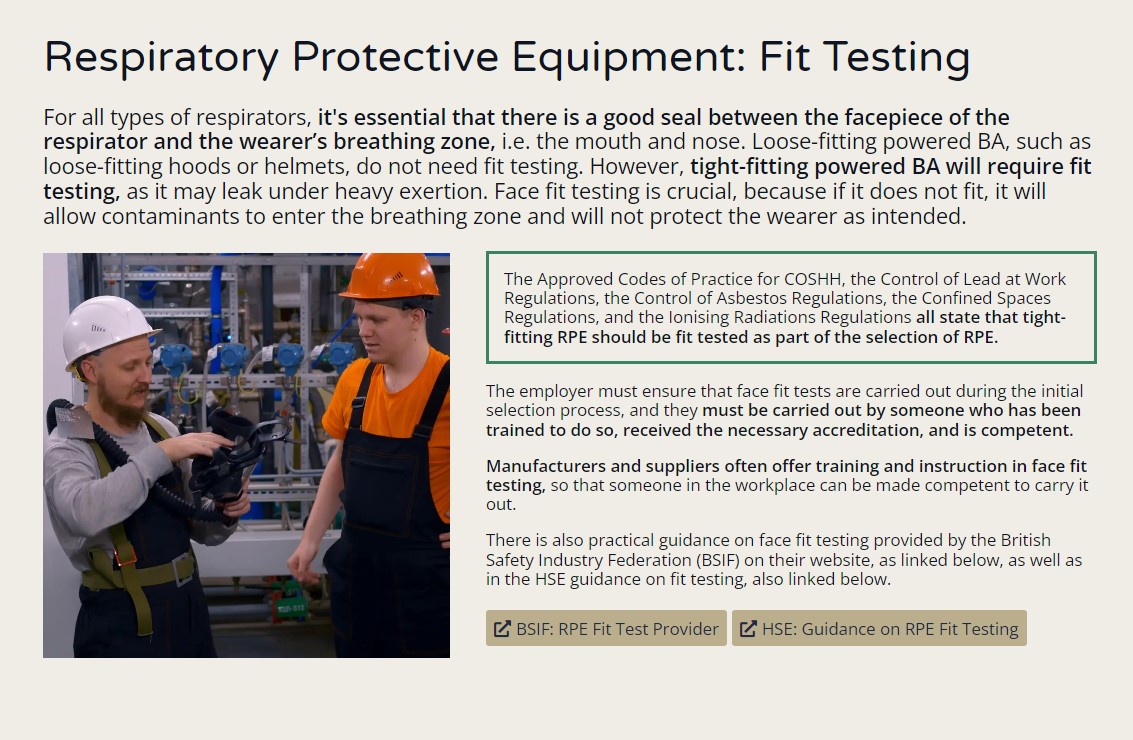 Respiratory Protective Equipment: Fit Testing
For all types of respirators, it's essential that there is a good seal between the facepiece of the
respirator and the wearer’s breathing zone, i.e. the mouth and nose. Loose-fitting powered BA, such as
loose-fitting hoods or helmets, do not need fit testing. However, tight-fitting powered BA will require fit
testing, as it may leak under heavy exertion. Face fit testing is crucial, because if it does not fit, it will
allow contaminants to enter the breathing zone and will not protect the wearer as intended.
The Approved Codes of Practice for COSHH, the Control of Lead at Work
Regulations, the Control of Asbestos Regulations, the Confined Spaces
Regulations, and the Ionising Radiations Regulations all state that tight-
fitting RPE should be fit tested as part of the selection of RPE.
The employer must ensure that face fit tests are carried out during the initial
selection process, and they must be carried out by someone who has been
trained to do so, received the necessary accreditation, and is competent.
Manufacturers and suppliers often offer training and instruction in face fit
testing, so that someone in the workplace can be made competent to carry it
out.
There is also practical guidance on face fit testing provided by the British
Safety Industry Federation (BSIF) on their website, as linked below, as well as
in the HSE guidance on fit testing, also linked below.
BSIF: RPE Fit Test Provider
HSE: Guidance on RPE Fit Testing